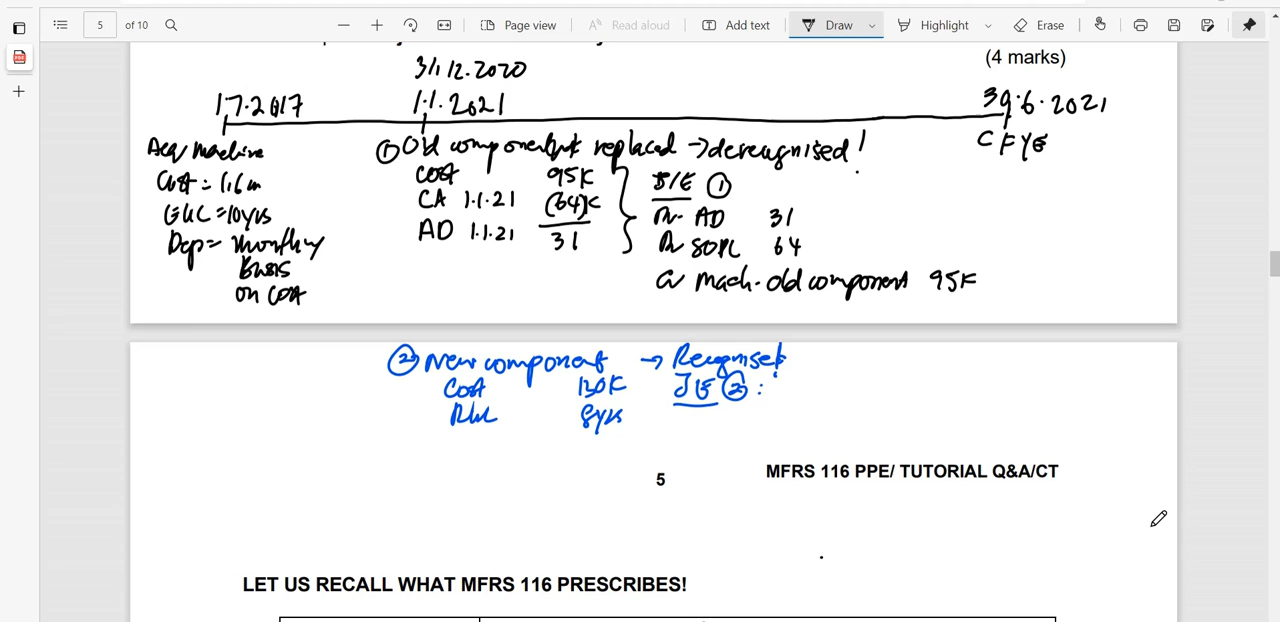 5 of 10 Page view Read aloud Add text Draw Highlight Erase
(4 marks)
31.12.2020
1.7.2017 1.1.2021 30.6.2021
CFYE
Acq Machine
Cost = 1.6m
EUL = 10yrs
Dep = monthly
Basis
on Cost
① Old component replaced → derecognised!
Cost 95K
CA 1.1.21 (64)K
AD 1.1.21 31
J/E ①
Dr AD 31
Dr SOPL 64
Cr Mach-old component 95K
② New component → Recognised!
Cost 130K JE ② :
RUL 8yrs
5
MFRS 116 PPE/ TUTORIAL Q&A/CT
LET US RECALL WHAT MFRS 116 PRESCRIBES!